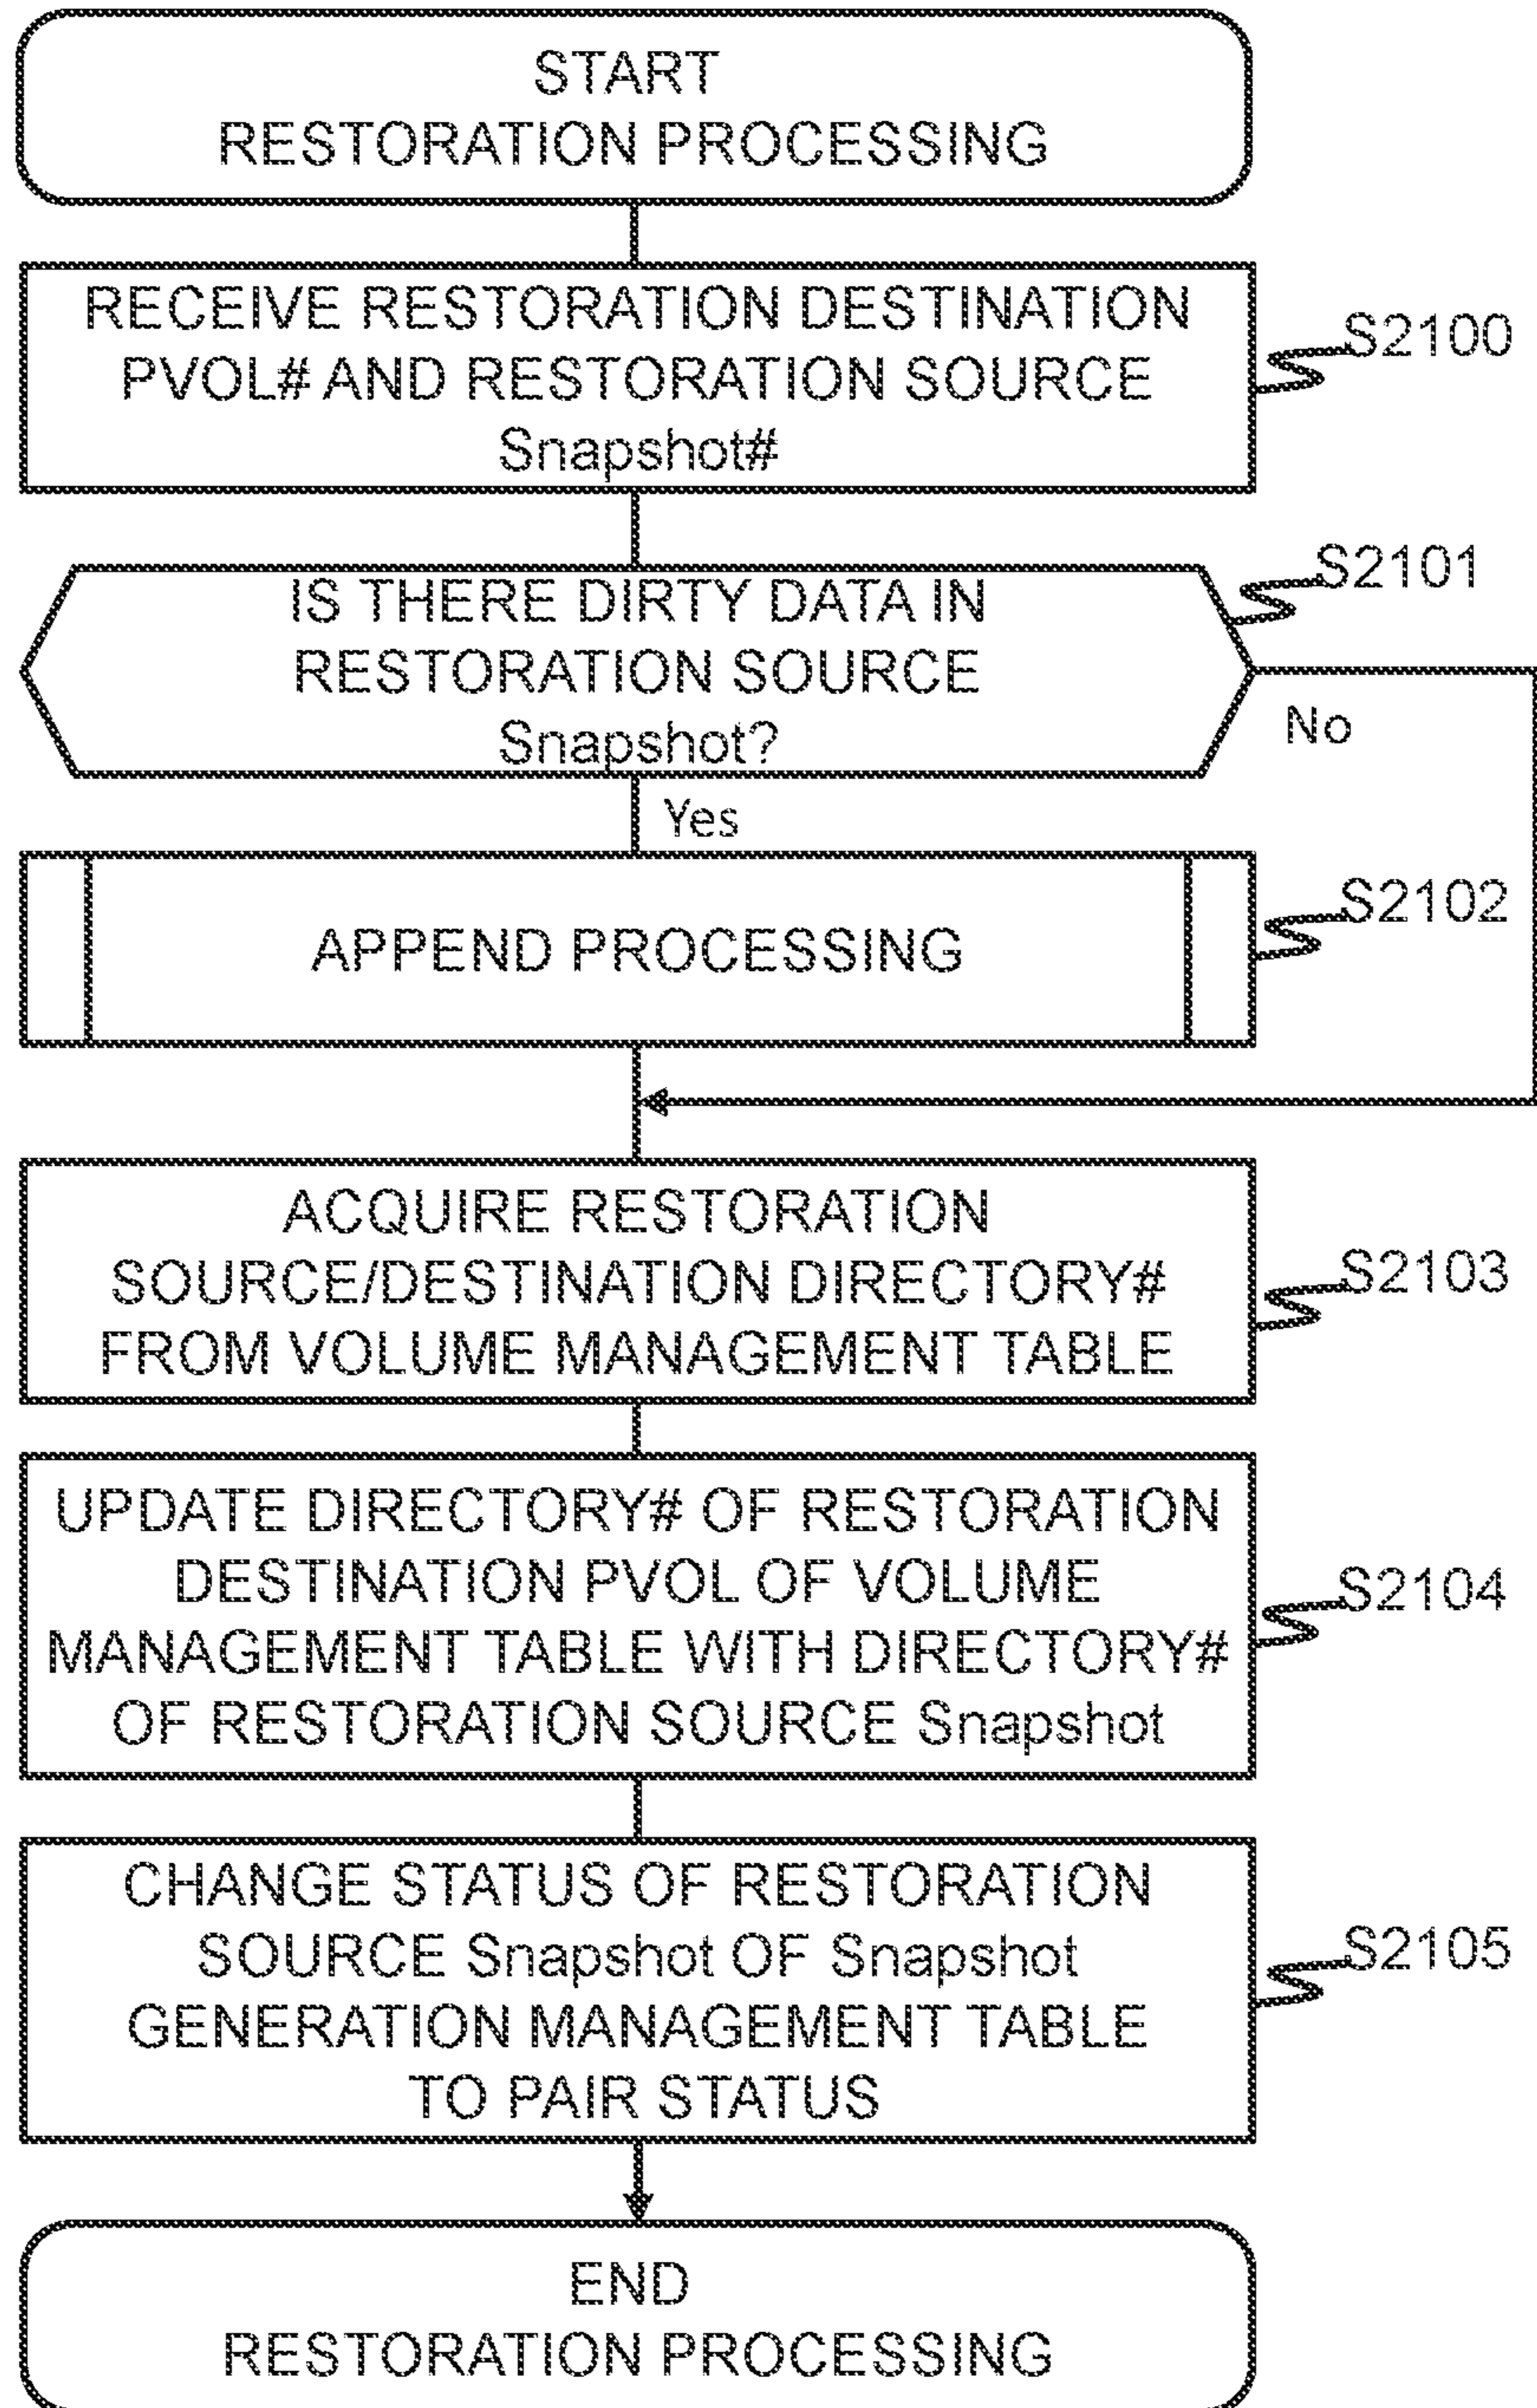 START
RESTORATION PROCESSING
RECEIVE RESTORATION DESTINATION
PVOL# AND RESTORATION SOURCE
Snapshot#
S2100
IS THERE DIRTY DATA IN
RESTORATION SOURCE
Snapshot?
S2101
No
Yes
APPEND PROCESSING
S2102
ACQUIRE RESTORATION
SOURCE/DESTINATION DIRECTORY#
FROM VOLUME MANAGEMENT TABLE
S2103
UPDATE DIRECTORY# OF RESTORATION
DESTINATION PVOL OF VOLUME
MANAGEMENT TABLE WITH DIRECTORY#
OF RESTORATION SOURCE Snapshot
S2104
CHANGE STATUS OF RESTORATION
SOURCE Snapshot OF Snapshot
GENERATION MANAGEMENT TABLE
TO PAIR STATUS
S2105
END
RESTORATION PROCESSING